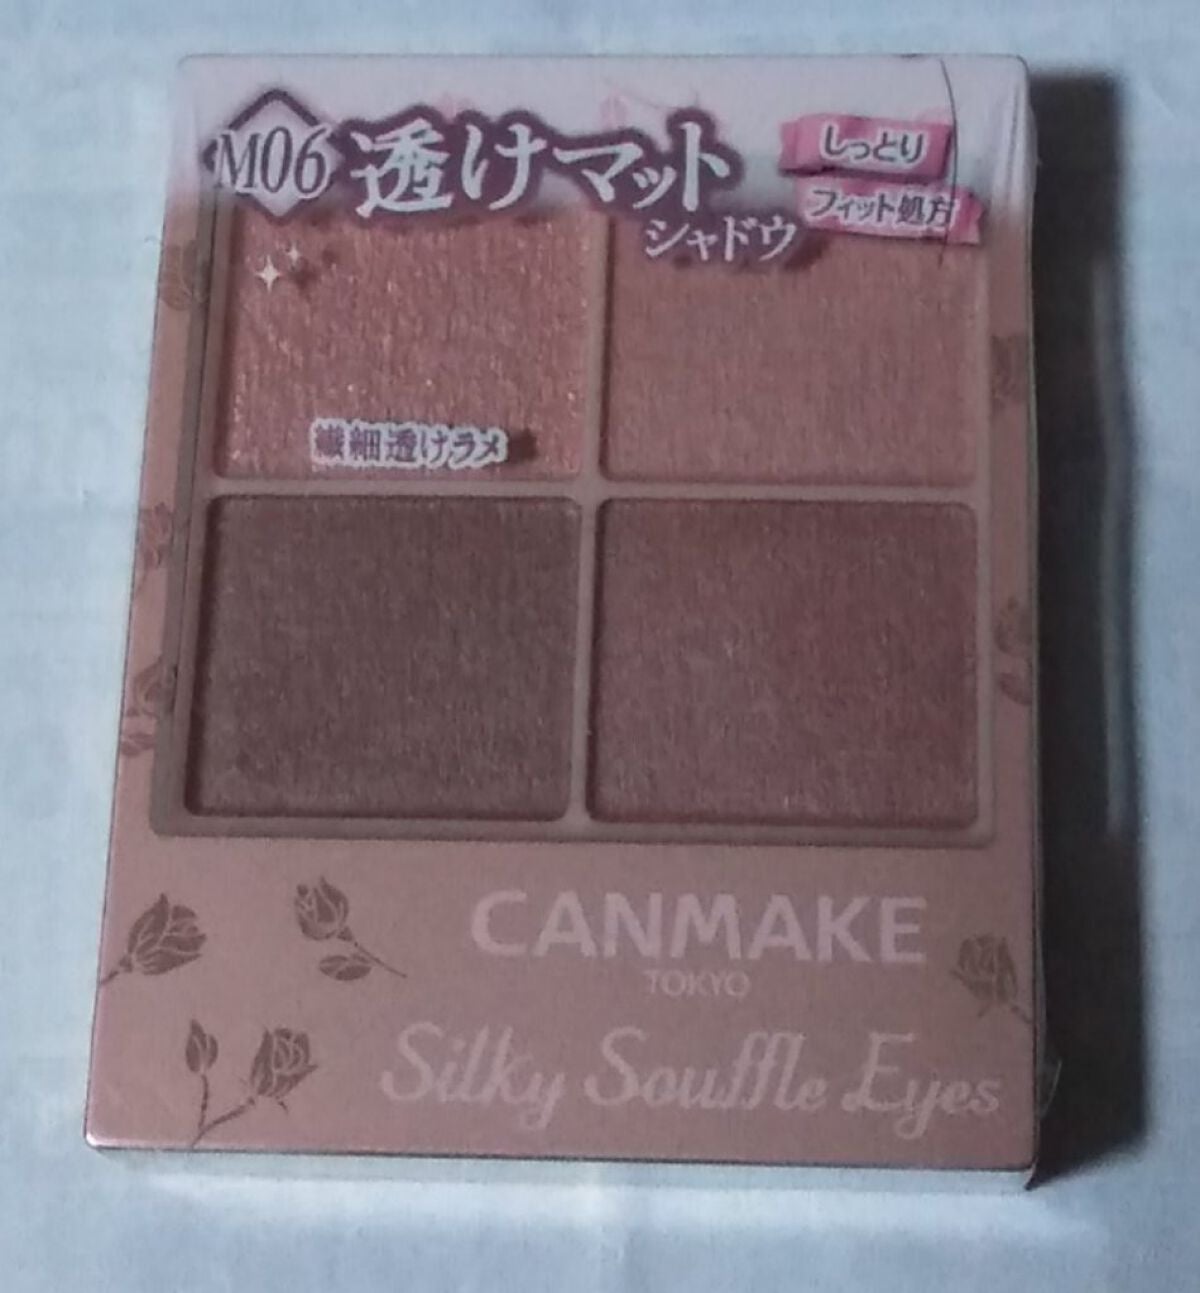 M06 透けマット
シャドウ
しっとり
フィット処方
繊細透けラメ
CANMAKE
TOKYO
Silky Souffle Eyes